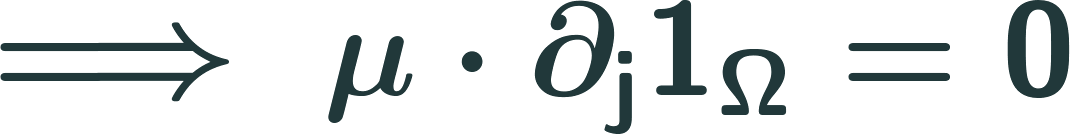 ⟹ μ · ∂ⱼ1_Ω = 0